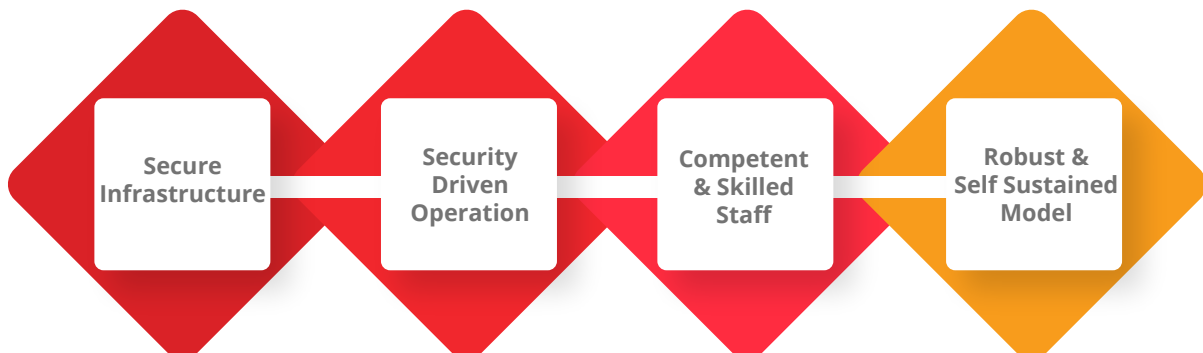 Secure
Infrastructure
Security
Driven
Operation
Competent
& Skilled
Staff
Robust &
Self Sustained
Model